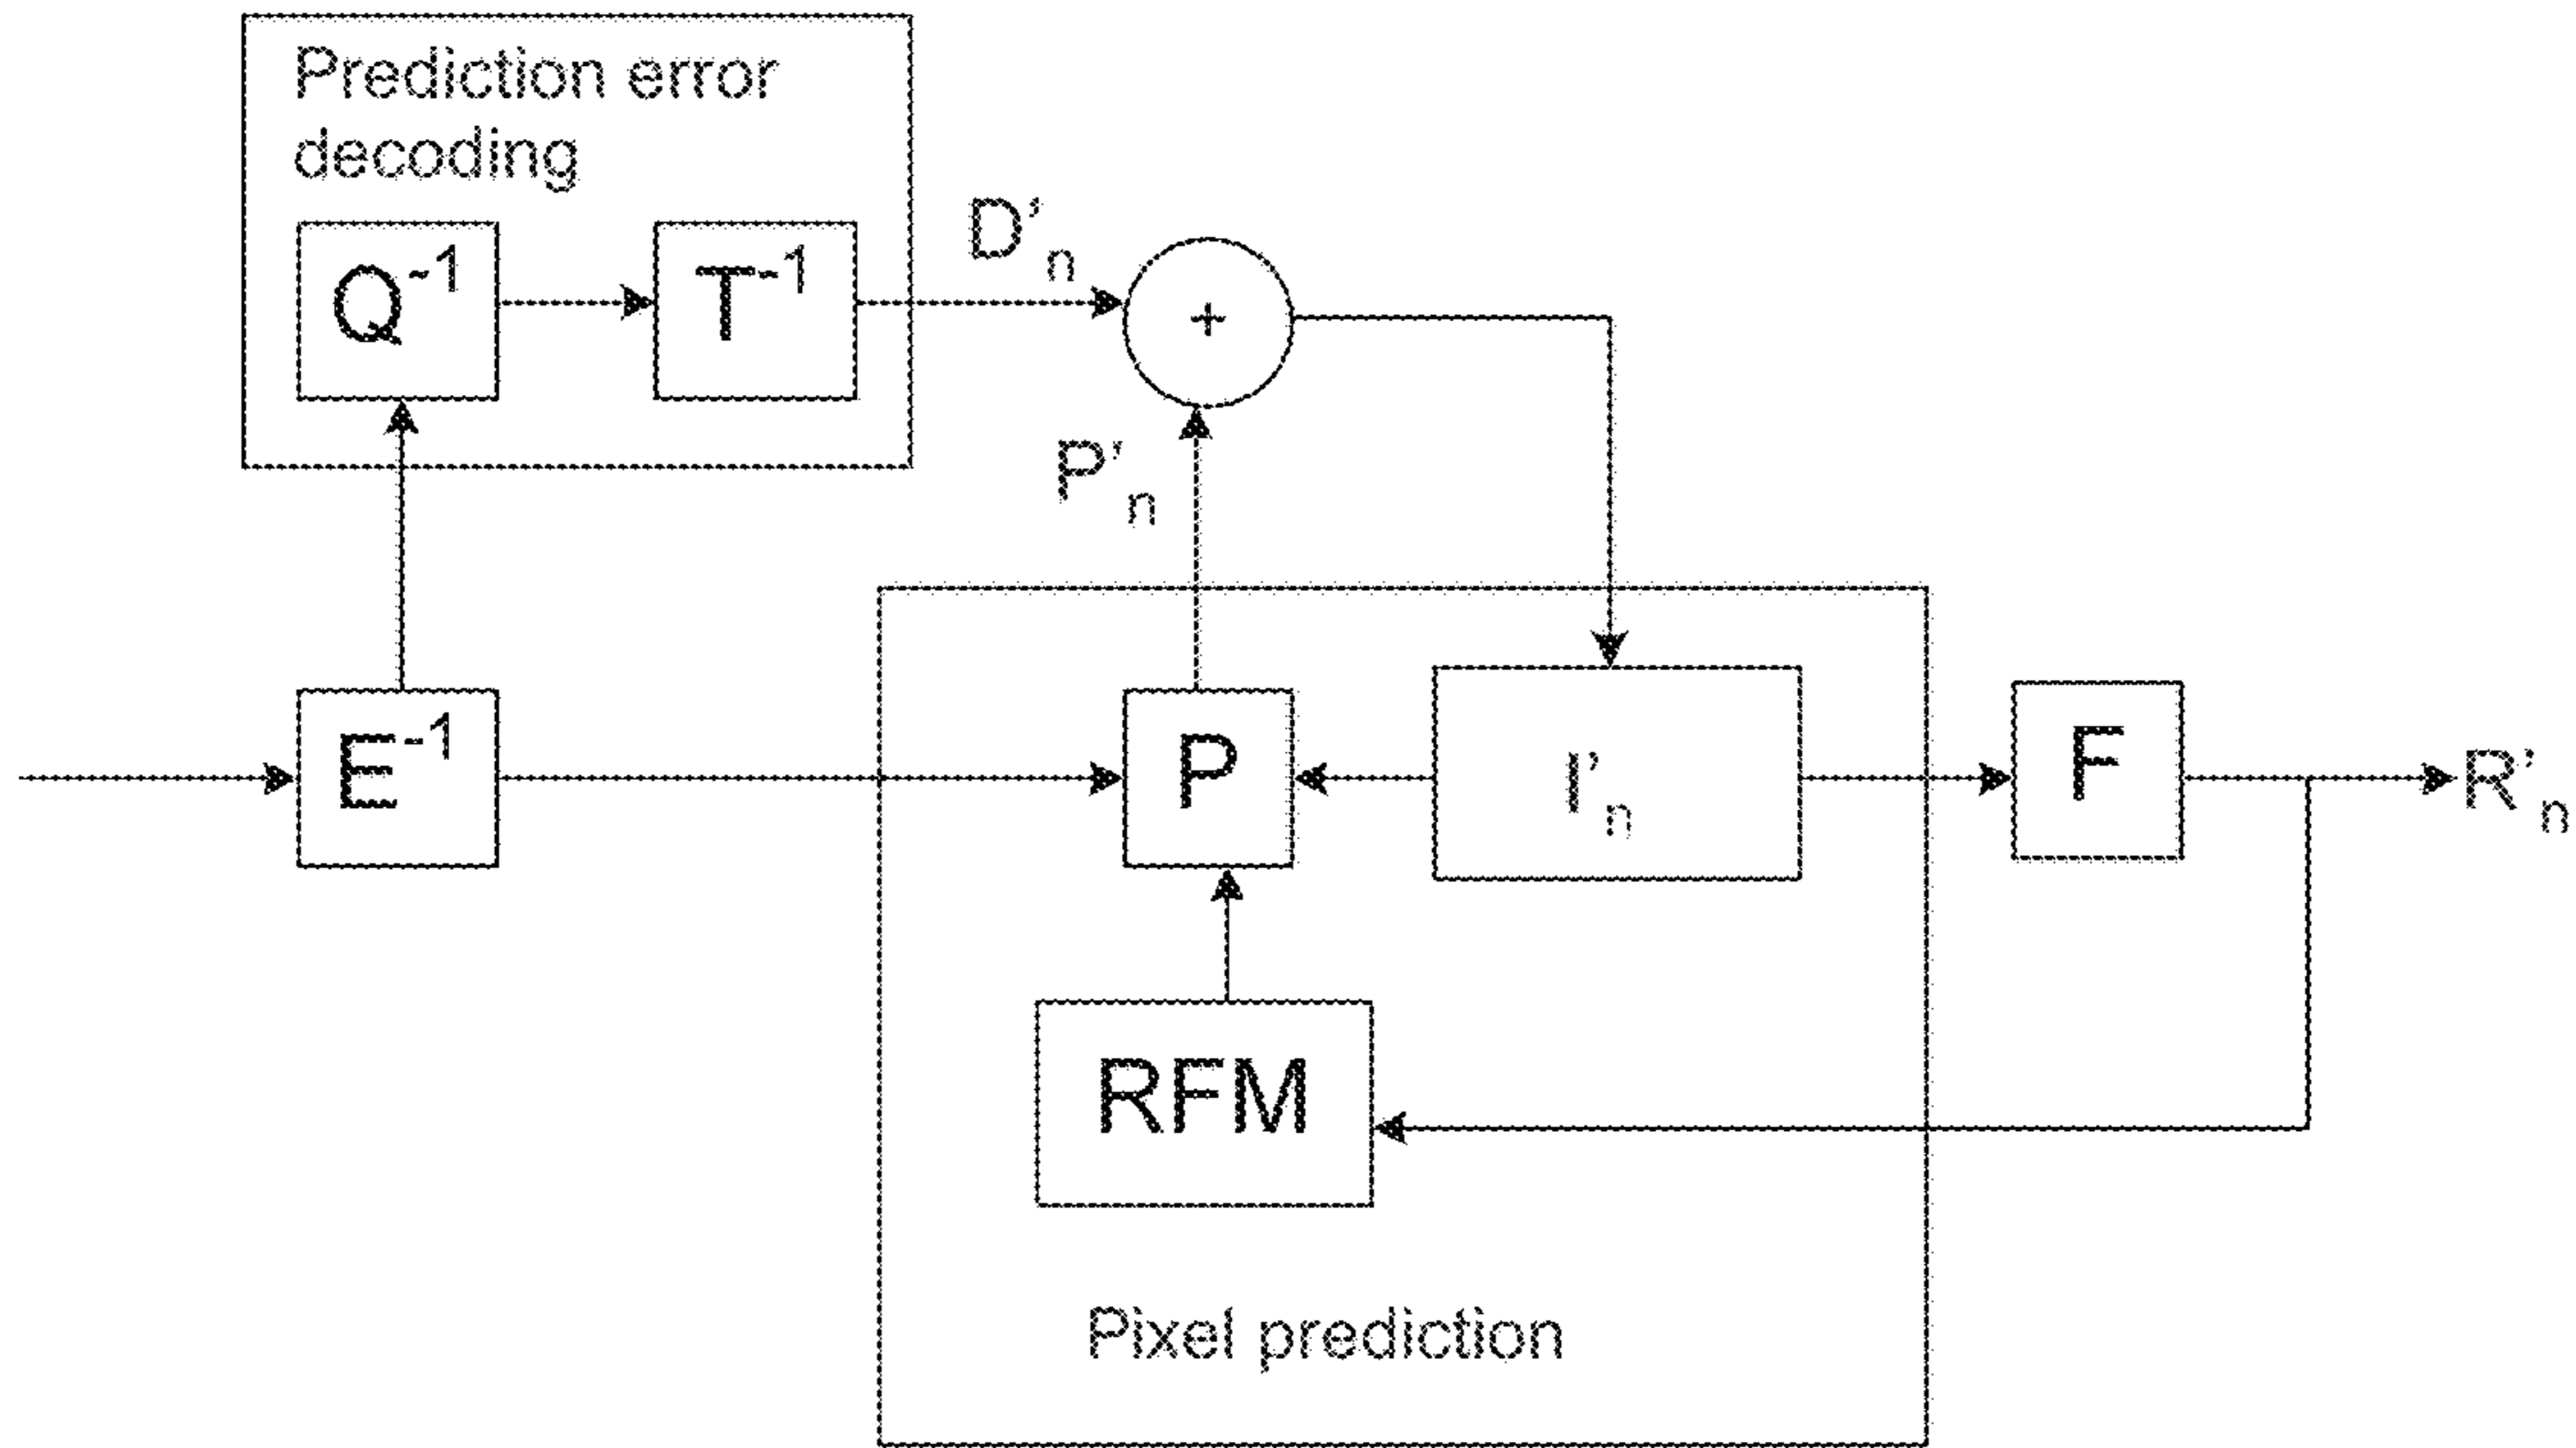 Prediction error
decoding
Q⁻¹
T⁻¹
D'ₙ
+
P'ₙ
E⁻¹
P
I'ₙ
F
R'ₙ
RFM
Pixel prediction